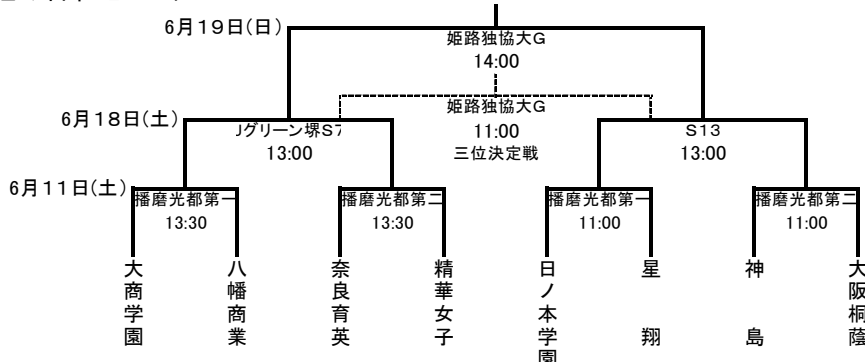 6月19日(日)
姫路独協大G
14:00
姫路独協大G
6月18日(土)
JグリーンS堺S7
11:00
S13
13:00
三位決定戦
13:00
6月11日(土)
播磨光都第一
播磨光都第二
播磨光都第一
播磨光都第二
13:30
13:30
11:00
11:00
大商学園
八幡商業
奈良育英
精華女子
日ノ本学園
星翔
神島
大阪桐蔭